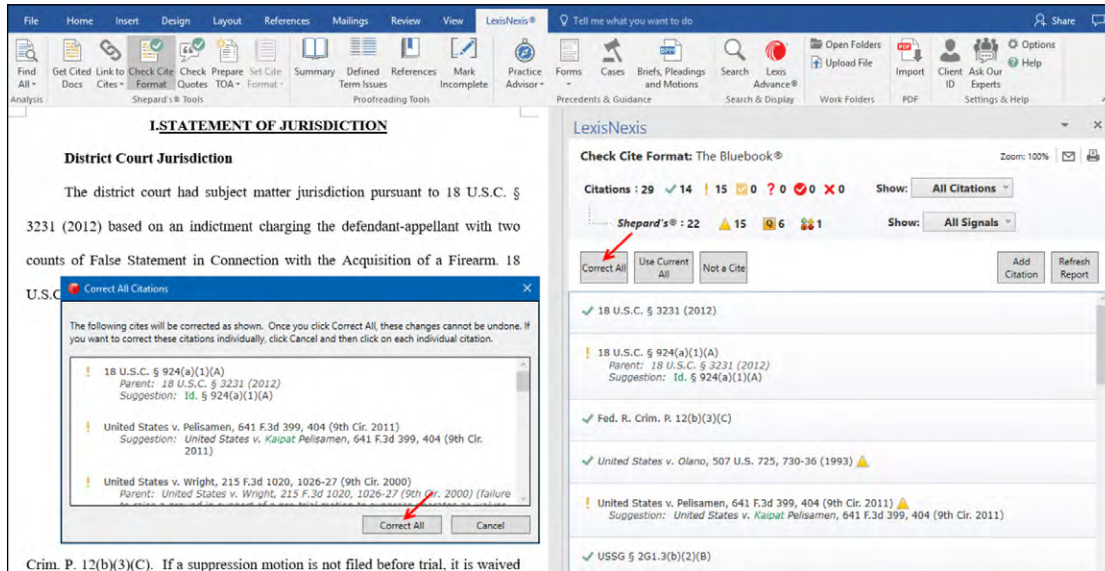 File Home Insert Design Layout References Mailings Review View LexisNexis® Tell me what you want to do Share
Find All
Get Cited Docs
Link to Cites
Check Cite Format
Check Quotes
Prepare TOA
Set Cite Format
Summary
Defined Term Issues
References
Mark Incomplete
Practice Advisor
Forms
Cases
Briefs, Pleadings and Motions
Search
Lexis Advance®
Open Folders
Upload File
PDF
Import
Client ID
Ask Our Experts
Options
Help
Analysis Shepard's® Tools Proofreading Tools Precedents & Guidance Search & Display Work Folders PDF Settings & Help
I.STATEMENT OF JURISDICTION
District Court Jurisdiction
The district court had subject matter jurisdiction pursuant to 18 U.S.C. §
3231 (2012) based on an indictment charging the defendant-appellant with two
counts of False Statement in Connection with the Acquisition of a Firearm. 18
U.S.C
Correct All Citations
The following cites will be corrected as shown. Once you click Correct All, these changes cannot be undone. If
you want to correct these citations individually, click Cancel and then click on each individual citation.
! 18 U.S.C. § 924(a)(1)(A)
Parent: 18 U.S.C. § 3231 (2012)
Suggestion: Id. § 924(a)(1)(A)
! United States v. Pelisamen, 641 F.3d 399, 404 (9th Cir. 2011)
Suggestion: United States v. Kaipat Pelisamen, 641 F.3d 399, 404 (9th Cir.
2011)
! United States v. Wright, 215 F.3d 1020, 1026-27 (9th Cir. 2000)
Parent: United States v. Wright, 215 F.3d 1020, 1026-27 (9th Cir. 2000) (failure
Correct All Cancel
Crim. P. 12(b)(3)(C). If a suppression motion is not filed before trial, it is waived
LexisNexis
Check Cite Format: The Bluebook® Zoom: 100%
Citations : 29 14 ! 15 0 ? 0 0 0 Show: All Citations
Shepard's® : 22 15 Q 6 1 Show: All Signals
Correct All
Use Current All
Not a Cite
Add Citation
Refresh Report
18 U.S.C. § 3231 (2012)
! 18 U.S.C. § 924(a)(1)(A)
Parent: 18 U.S.C. § 3231 (2012)
Suggestion: Id. § 924(a)(1)(A)
Fed. R. Crim. P. 12(b)(3)(C)
United States v. Olano, 507 U.S. 725, 730-36 (1993)
! United States v. Pelisamen, 641 F.3d 399, 404 (9th Cir. 2011)
Suggestion: United States v. Kaipat Pelisamen, 641 F.3d 399, 404 (9th Cir. 2011)
USSG § 2G1.3(b)(2)(B)